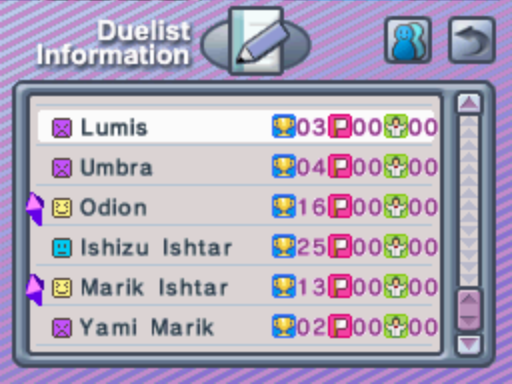 Duelist
Information
Lumis 03 00 00
Umbra 04 00 00
Odion 16 00 00
Ishizu Ishtar 25 00 00
Marik Ishtar 13 00 00
Yami Marik 02 00 00